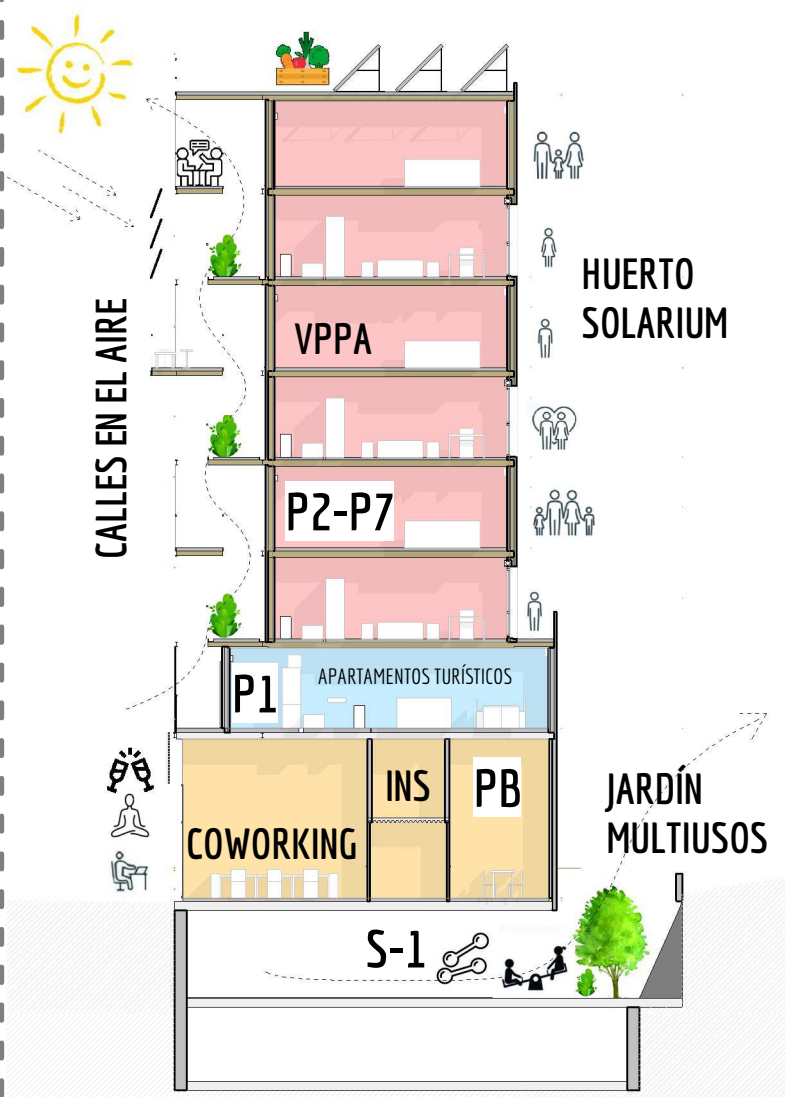 HUERTO
SOLARIUM
CALLES EN EL AIRE
VPPA
P2-P7
P1
APARTAMENTOS TURÍSTICOS
INS
PB
COWORKING
JARDÍN
MULTIUSOS
S-1